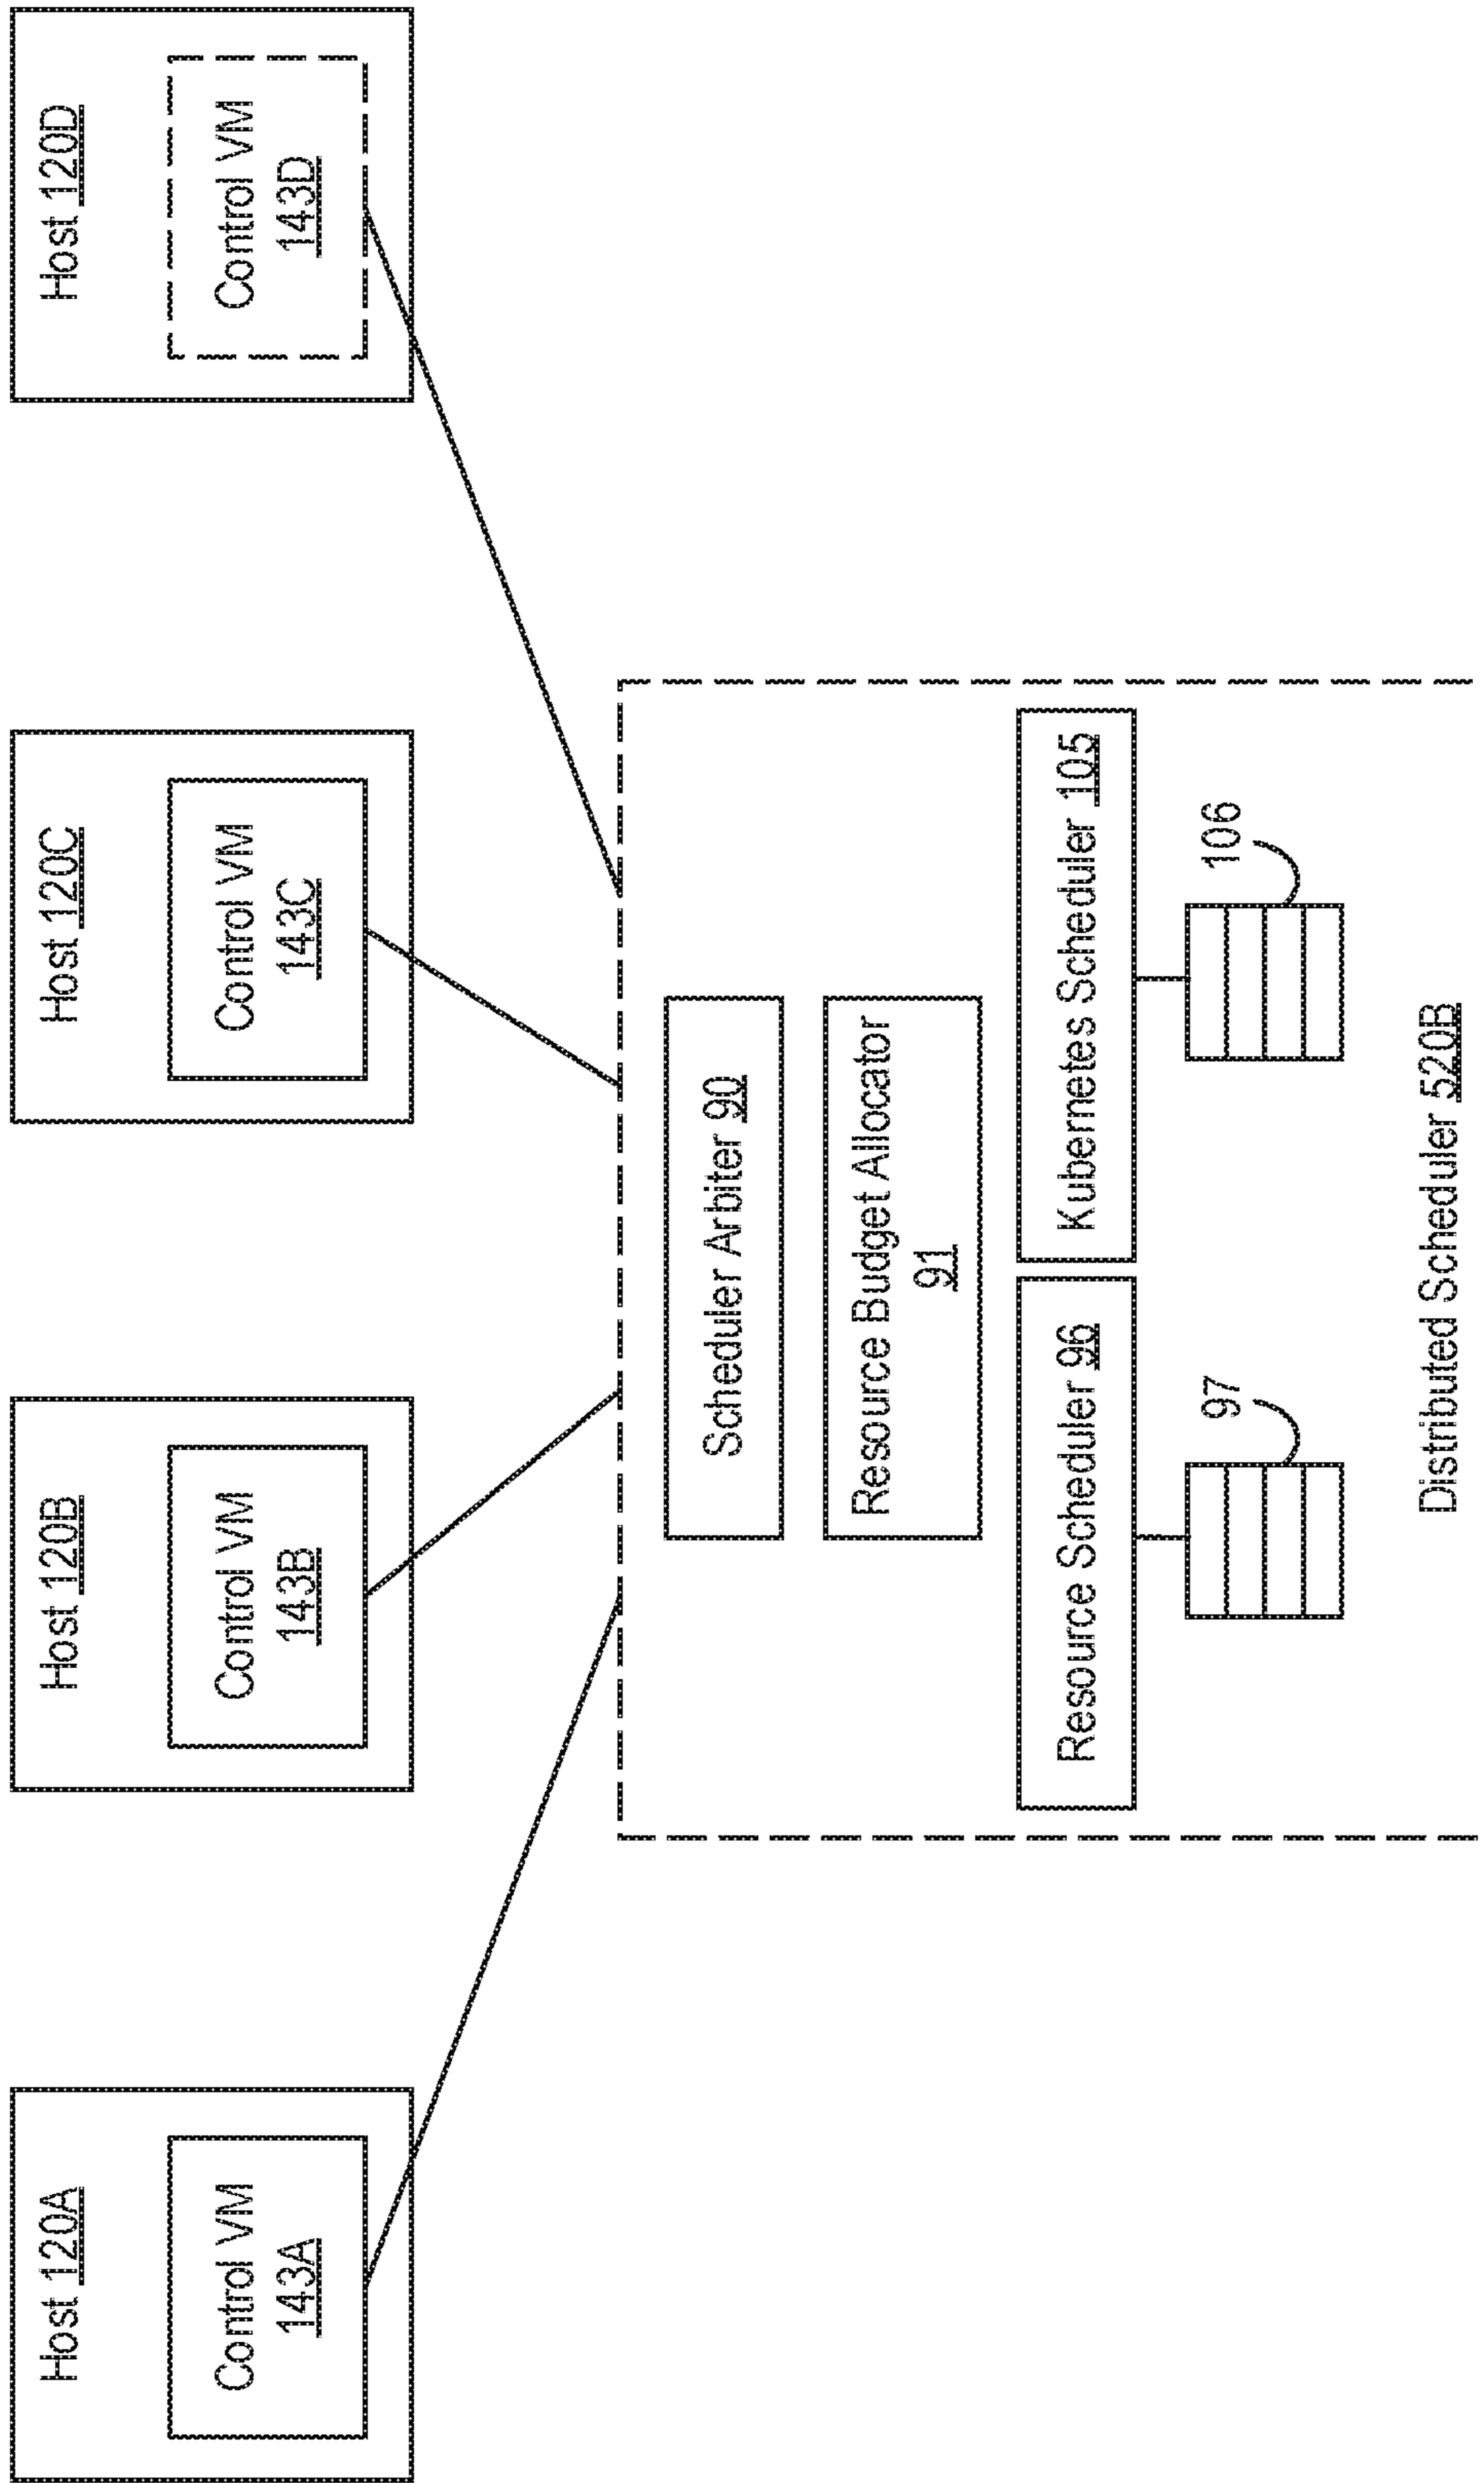 Host 120A
Control VM
143A
Host 120B
Control VM
143B
Host 120C
Control VM
143C
Host 120D
Control VM
143D
Scheduler Arbiter 90
Resource Budget Allocator
91
Resource Scheduler 96
Kubernetes Scheduler 105
97
106
Distributed Scheduler 520B